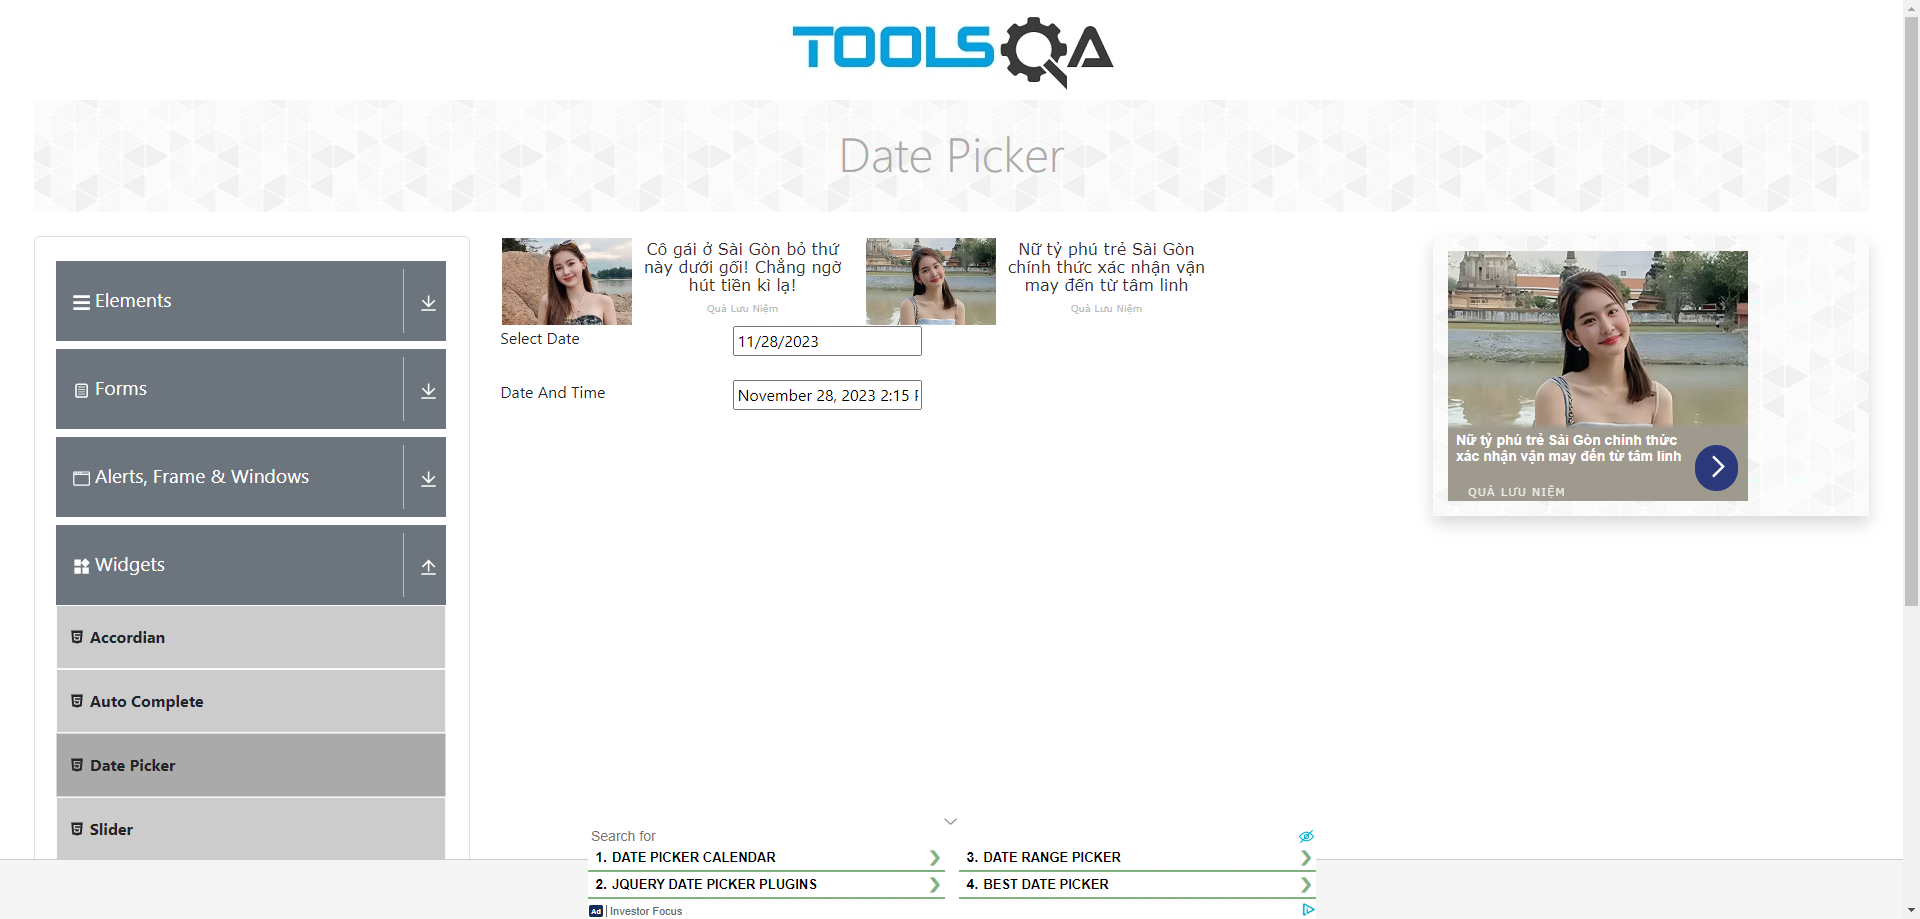 TOOLSQA
Date Picker
Elements
Forms
Alerts, Frame & Windows
Widgets
Accordian
Auto Complete
Date Picker
Slider
Cô gái ở Sài Gòn bỏ thứ
này dưới gối! Chẳng ngờ
hút tiền kì lạ!
Quà Lưu Niệm
Nữ tỷ phú trẻ Sài Gòn
chính thức xác nhận vận
may đến từ tâm linh
Quà Lưu Niệm
Select Date
11/28/2023
Date And Time
November 28, 2023 2:15 P
Nữ tỷ phú trẻ Sài Gòn chính thức
xác nhận vận may đến từ tâm linh
QUÀ LƯU NIỆM
Search for
1. DATE PICKER CALENDAR
2. JQUERY DATE PICKER PLUGINS
3. DATE RANGE PICKER
4. BEST DATE PICKER
Ad | Investor Focus